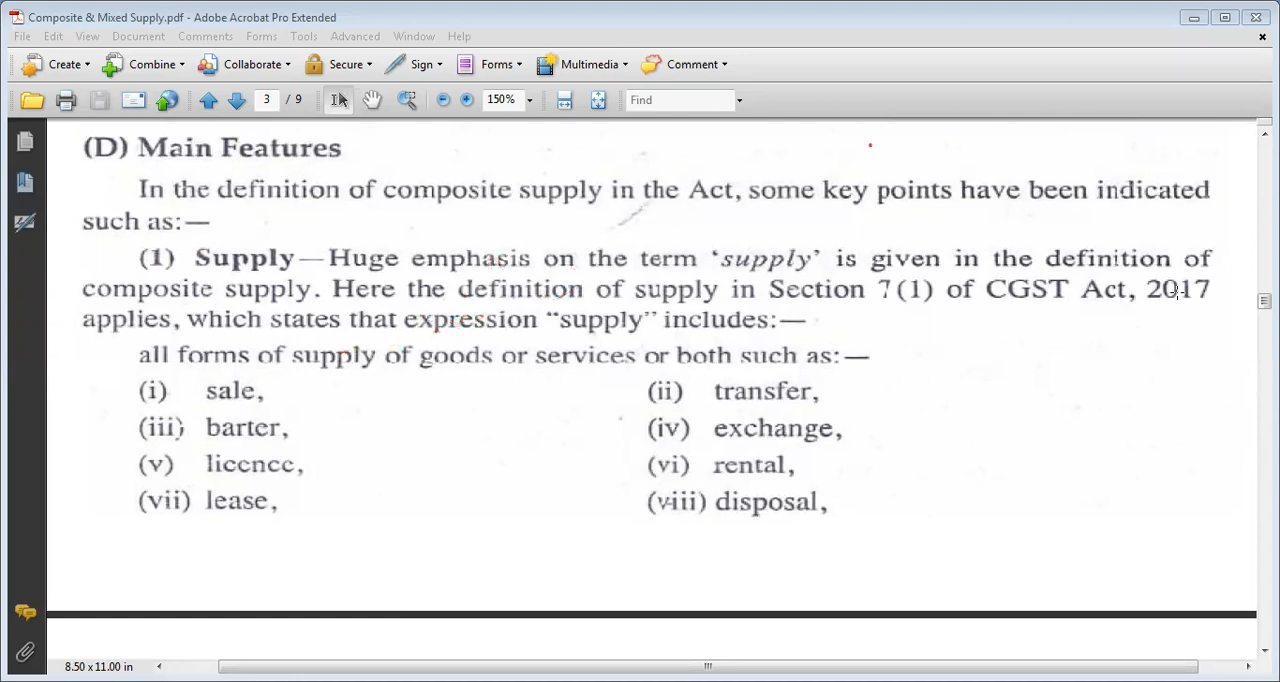 Composite & Mixed Supply.pdf - Adobe Acrobat Pro Extended
File Edit View Document Comments Forms Tools Advanced Window Help
Create Combine Collaborate Secure Sign Forms Multimedia Comment
3 / 9 150% Find
(D) Main Features
In the definition of composite supply in the Act, some key points have been indicated
such as:—
(1) Supply—Huge emphasis on the term ‘supply’ is given in the definition of
composite supply. Here the definition of supply in Section 7(1) of CGST Act, 2017
applies, which states that expression “supply” includes:—
all forms of supply of goods or services or both such as:—
(i) sale, (ii) transfer,
(iii) barter, (iv) exchange,
(v) licence, (vi) rental,
(vii) lease, (viii) disposal,
8.50 x 11.00 in